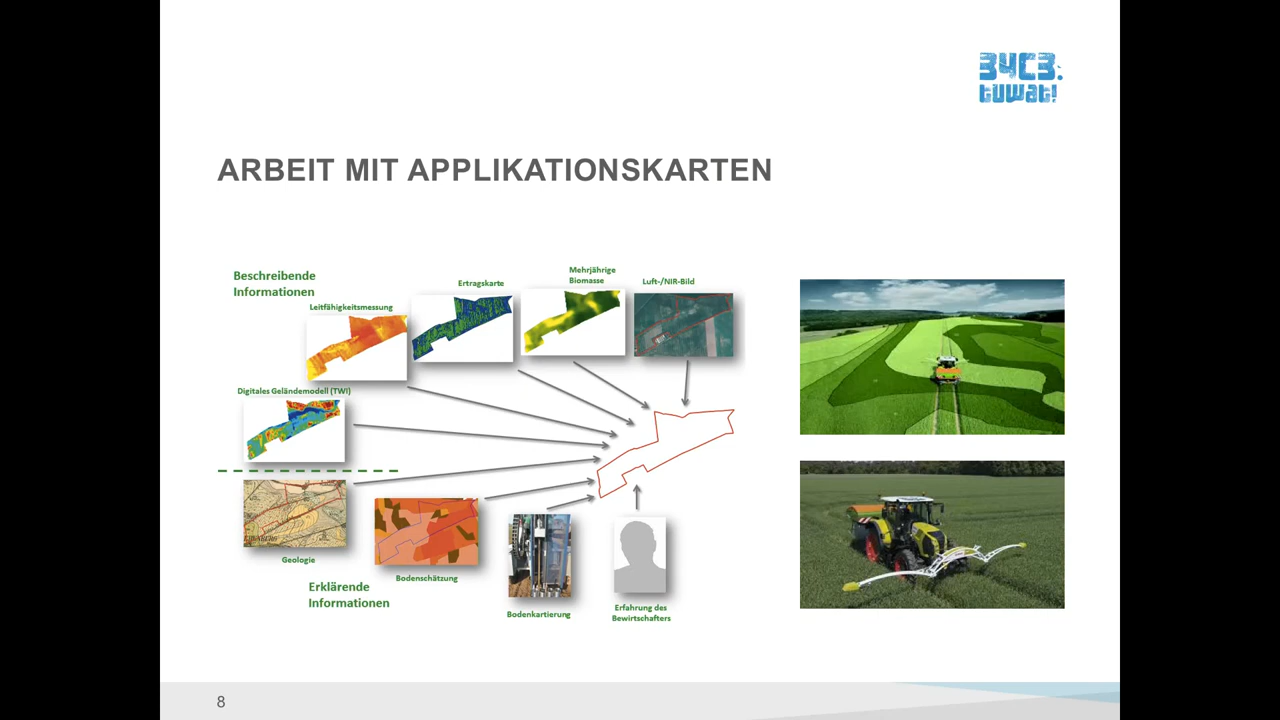 34C3.
tuwat!
ARBEIT MIT APPLIKATIONSKARTEN
Beschreibende
Informationen
Leitfähigkeitsmessung
Ertragskarte
Mehrjährige
Biomasse
Luft-/NIR-Bild
Digitales Geländemodell (TWI)
Geologie
Bodenschätzung
Erklärende
Informationen
Bodenkartierung
Erfahrung des
Bewirtschafters
8